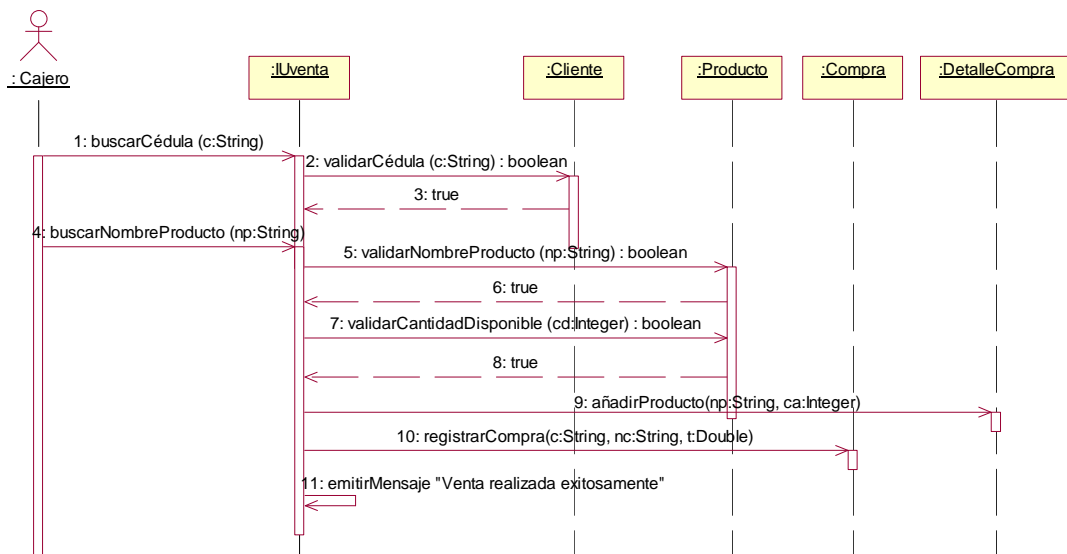 : Cajero
:IUventa
:Cliente
:Producto
:Compra
:DetalleCompra
1: buscarCédula (c:String)
2: validarCédula (c:String) : boolean
3: true
4: buscarNombreProducto (np:String)
5: validarNombreProducto (np:String) : boolean
6: true
7: validarCantidadDisponible (cd:Integer) : boolean
8: true
9: añadirProducto(np:String, ca:Integer)
10: registrarCompra(c:String, nc:String, t:Double)
11: emitirMensaje "Venta realizada exitosamente"